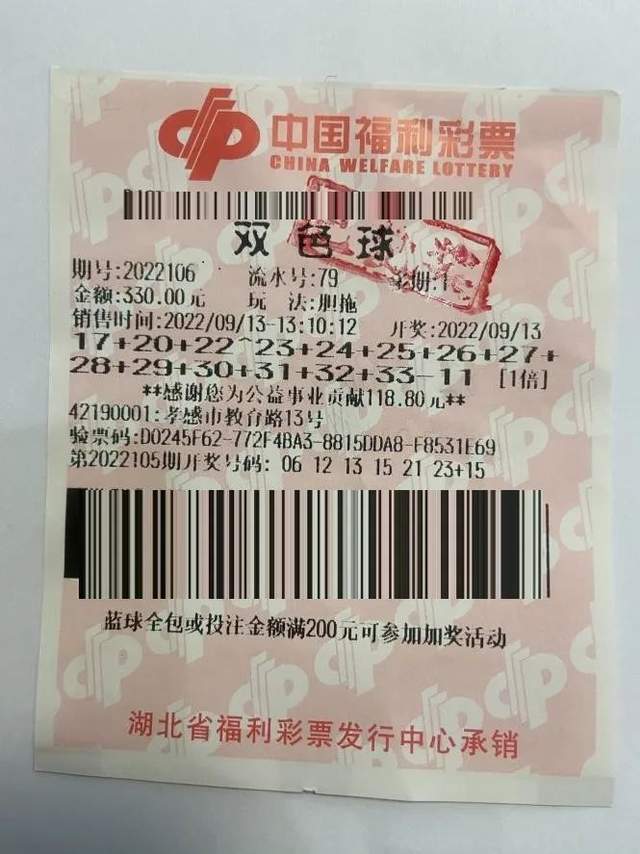 中国福利彩票
CHINA WELFARE LOTTERY
双色球
期号:2022106 流水号:79 期:1
金额:330.00元 玩 法:胆拖
销售时间:2022/09/13-13:10:12 开奖:2022/09/13
17+20+22~23+24+25+26+27+
28+29+30+31+32+33-11 [1倍]
**感谢您为公益事业贡献118.80元**
42190001:孝感市教育路13号
验票码:D0245F62-772F4BA3-8815DDA8-F8531E69
第2022105期开奖号码: 06 12 13 15 21 23+15
蓝球全包或投注金额满200元可参加加奖活动
湖北省福利彩票发行中心承销